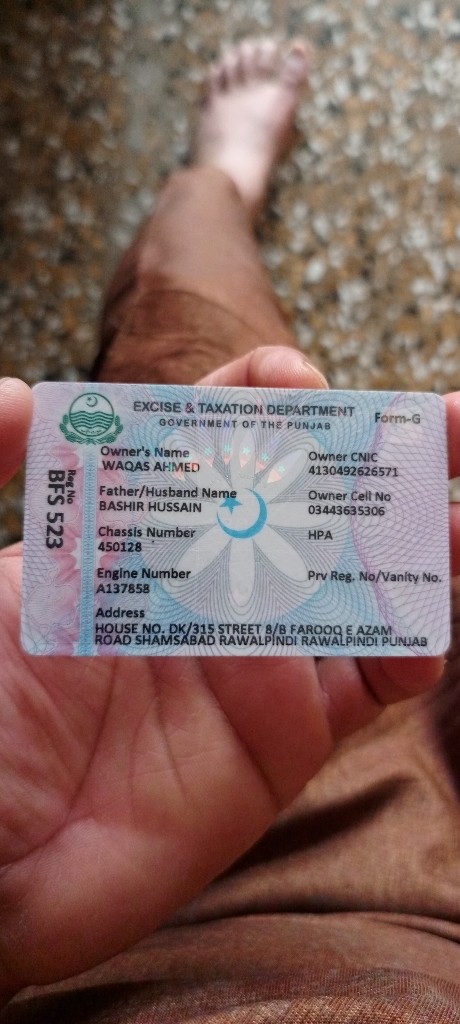 EXCISE & TAXATION DEPARTMENT
Form-G
GOVERNMENT OF THE PUNJAB
Reg No
BFS 523
Owner's Name
WAQAS AHMED
Owner CNIC
4130492626571
Father/Husband Name
BASHIR HUSSAIN
Owner Cell No
03443635306
Chassis Number
450128
HPA
Engine Number
A137858
Prv Reg. No/Vanity No.
Address
HOUSE NO. DK/315 STREET 8/B FAROOQ E AZAM
ROAD SHAMSABAD RAWALPINDI RAWALPINDI PUNJAB